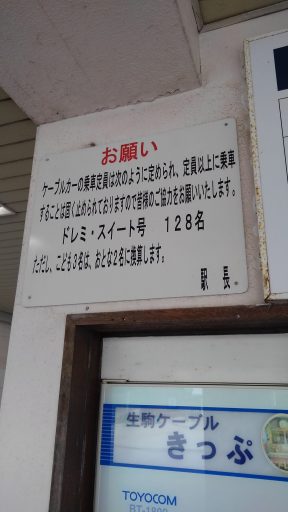 お願い
ケーブルカーの乗車定員は次のように定められ、定員以上に乗車
することは固く止められておりますので皆様のご協力をお願いいたします。
ドレミ・スイート号 128名
ただし、こども3名は、おとな2名に換算します。
駅 長
生駒ケーブル
きっぷ
TOYOCOM
BT-1800